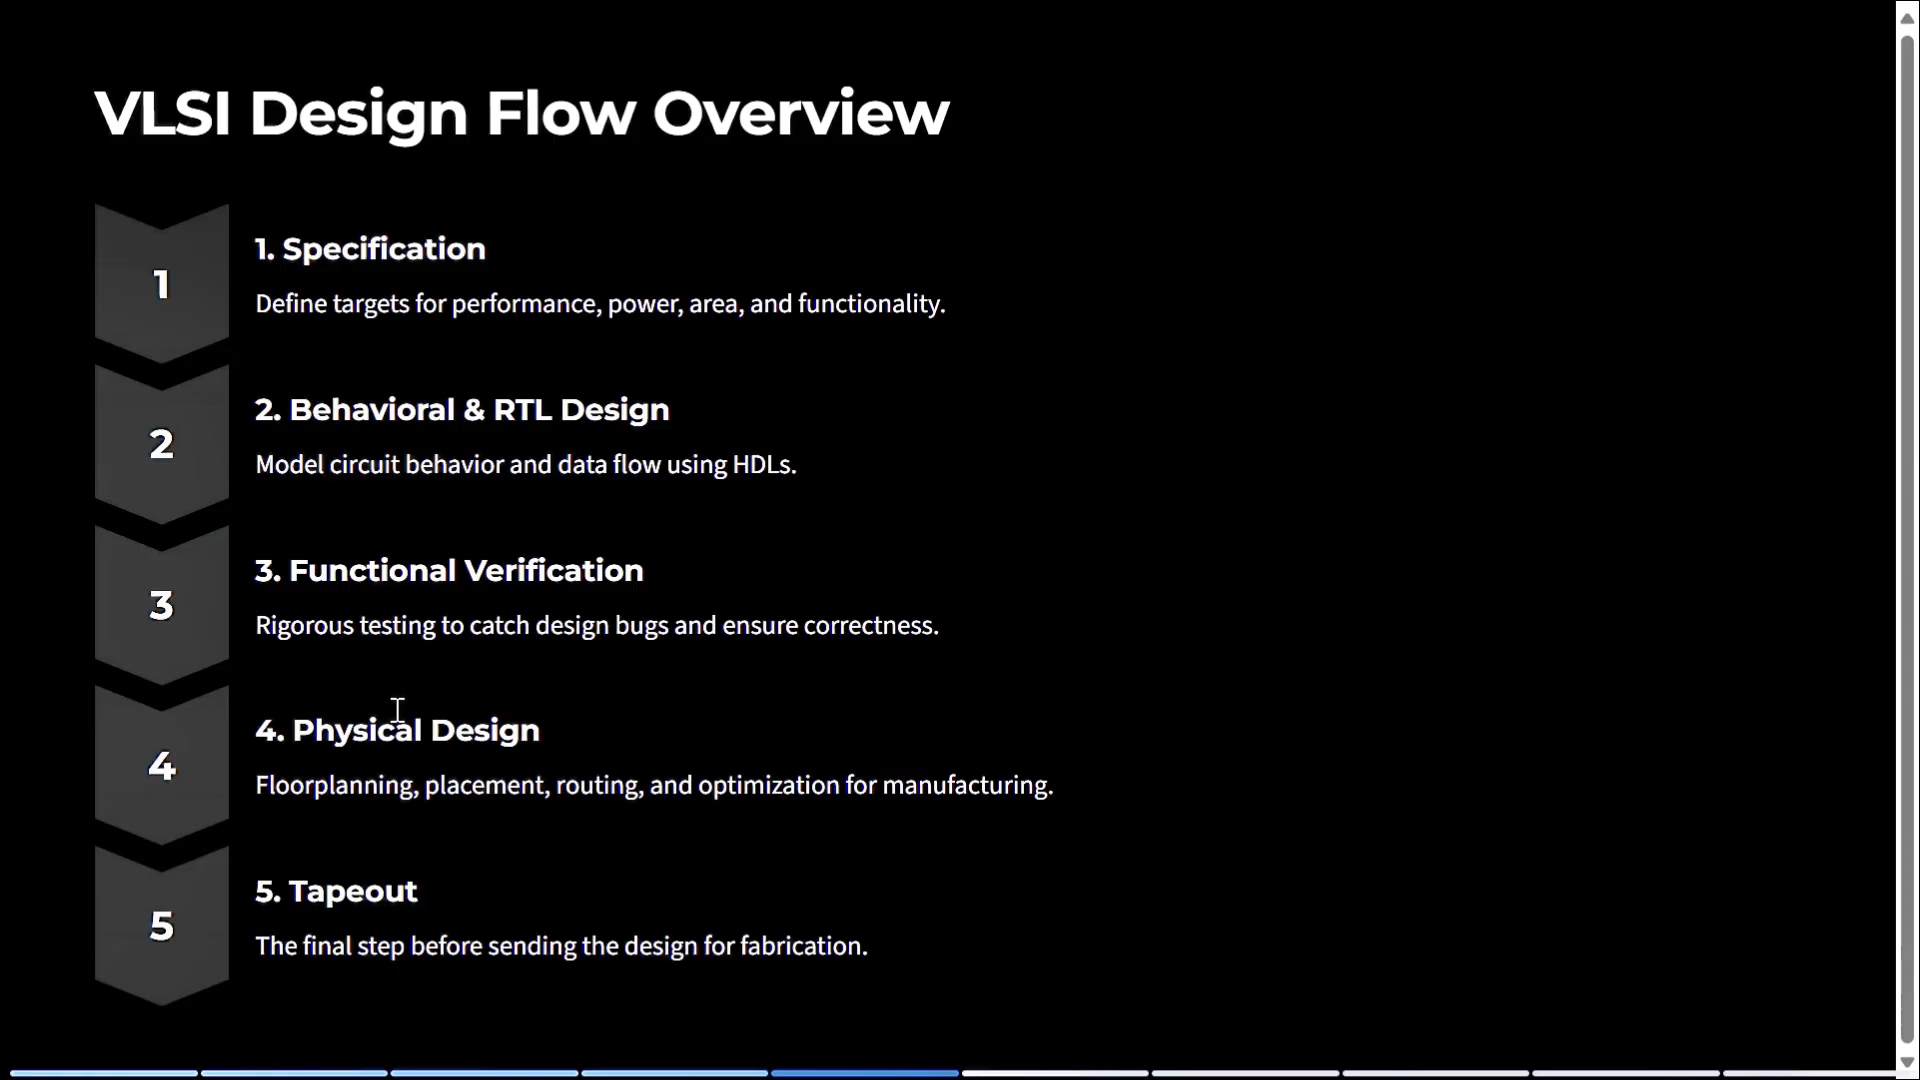 VLSI Design Flow Overview
1
1. Specification
Define targets for performance, power, area, and functionality.
2
2. Behavioral & RTL Design
Model circuit behavior and data flow using HDLs.
3
3. Functional Verification
Rigorous testing to catch design bugs and ensure correctness.
4
4. Physical Design
Floorplanning, placement, routing, and optimization for manufacturing.
5
5. Tapeout
The final step before sending the design for fabrication.